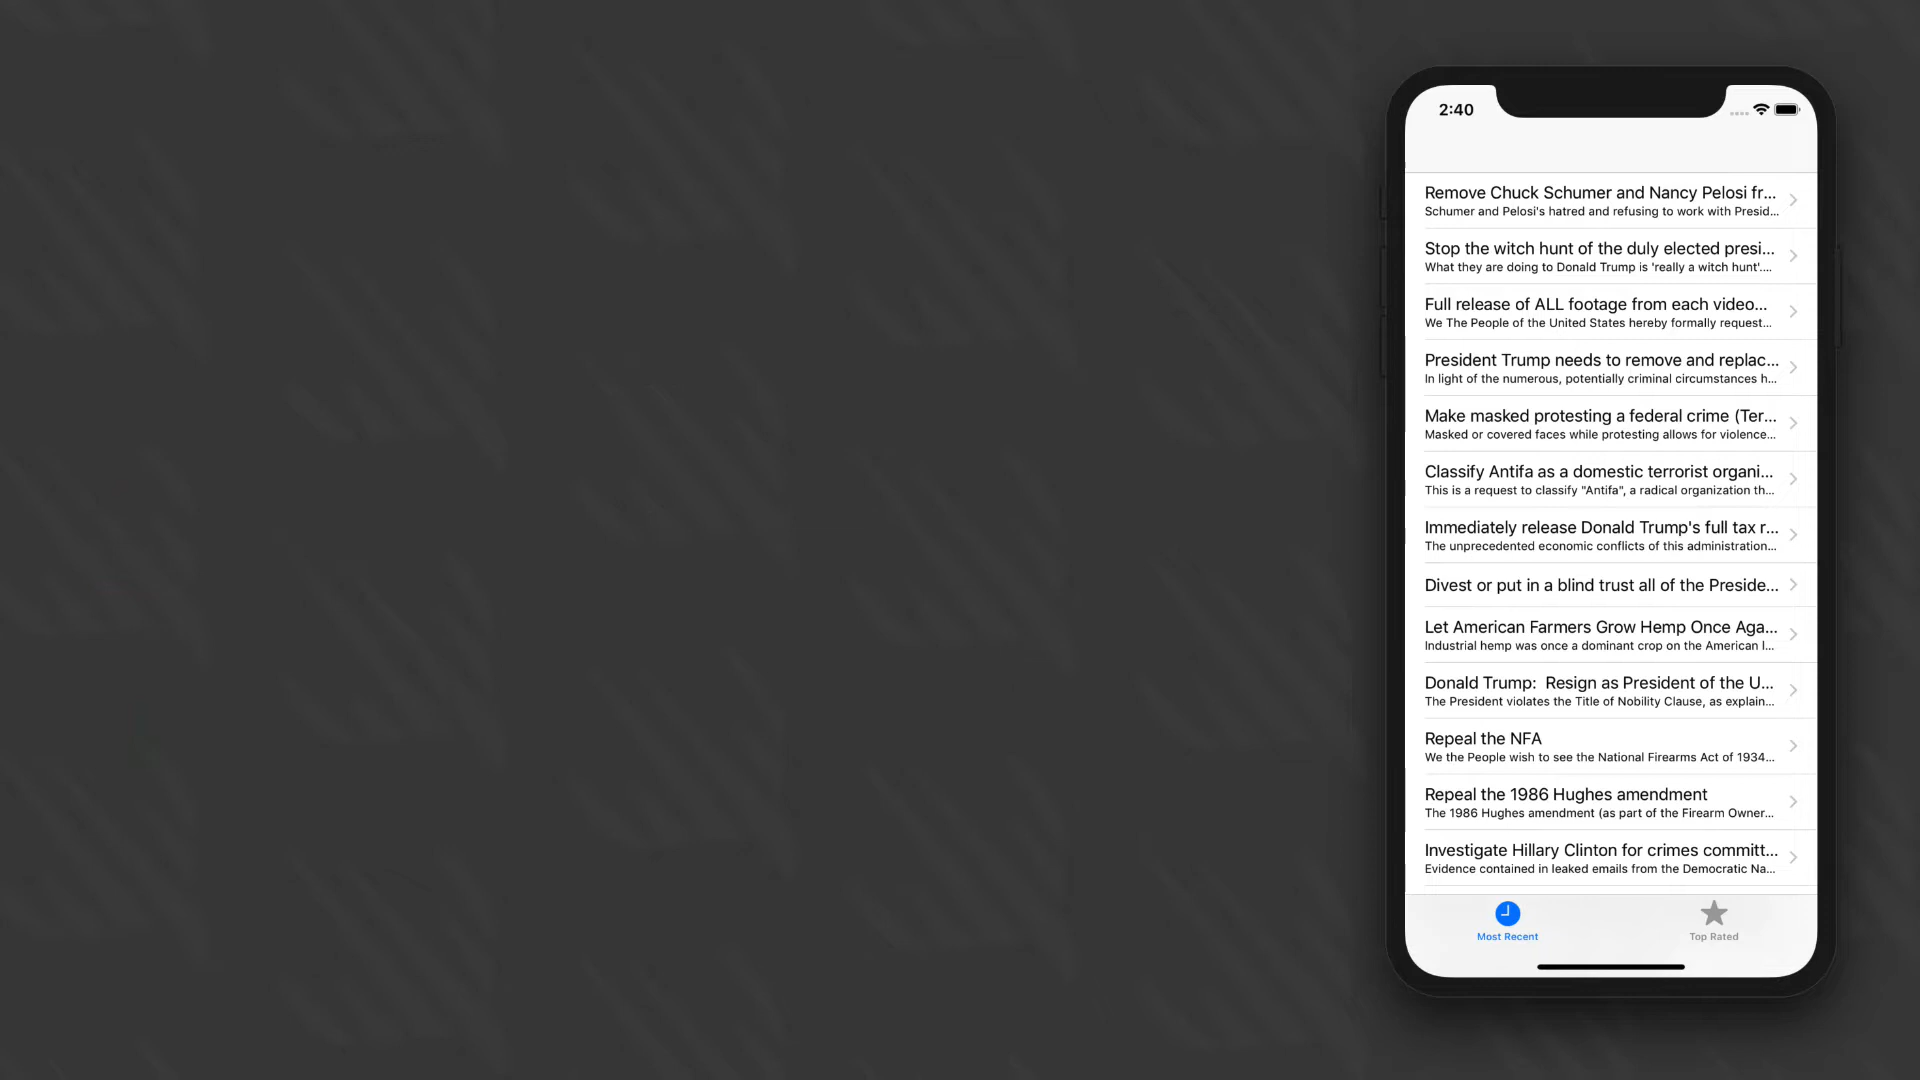 2:40
Remove Chuck Schumer and Nancy Pelosi fr...
Schumer and Pelosi's hatred and refusing to work with Presid...
Stop the witch hunt of the duly elected presi...
What they are doing to Donald Trump is 'really a witch hunt'....
Full release of ALL footage from each video...
We The People of the United States hereby formally request...
President Trump needs to remove and replac...
In light of the numerous, potentially criminal circumstances h...
Make masked protesting a federal crime (Ter...
Masked or covered faces while protesting allows for violence...
Classify Antifa as a domestic terrorist organi...
This is a request to classify "Antifa", a radical organization th...
Immediately release Donald Trump's full tax r...
The unprecedented economic conflicts of this administration...
Divest or put in a blind trust all of the Preside...
Let American Farmers Grow Hemp Once Aga...
Industrial hemp was once a dominant crop on the American l...
Donald Trump:  Resign as President of the U...
The President violates the Title of Nobility Clause, as explain...
Repeal the NFA
We the People wish to see the National Firearms Act of 1934...
Repeal the 1986 Hughes amendment
The 1986 Hughes amendment (as part of the Firearm Owner...
Investigate Hillary Clinton for crimes committ...
Evidence contained in leaked emails from the Democratic Na...
Most Recent
Top Rated